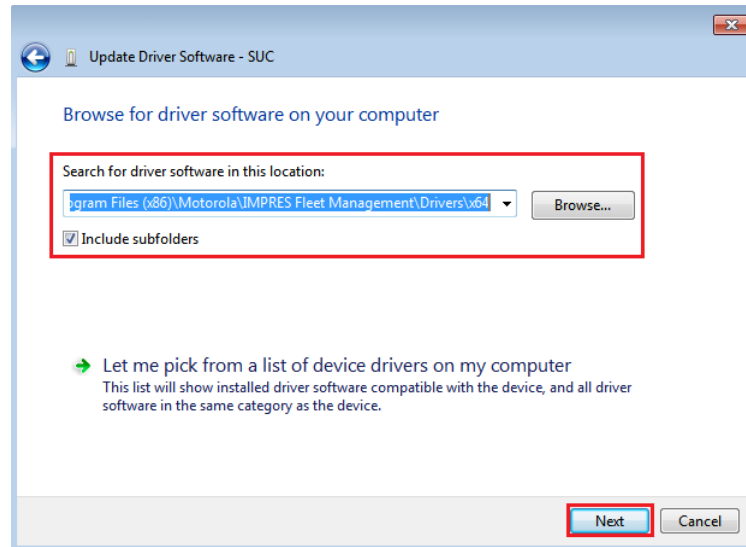 Update Driver Software - SUC
Browse for driver software on your computer
Search for driver software in this location:
ogram Files (x86)\Motorola\IMPRES Fleet Management\Drivers\x64
Browse...
Include subfolders
Let me pick from a list of device drivers on my computer
This list will show installed driver software compatible with the device, and all driver
software in the same category as the device.
Next
Cancel